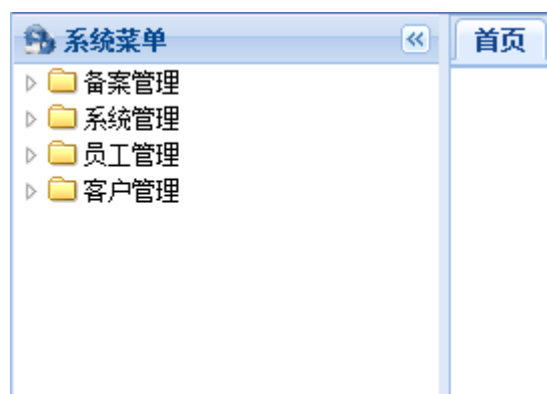 系统菜单
首页
备案管理
系统管理
员工管理
客户管理